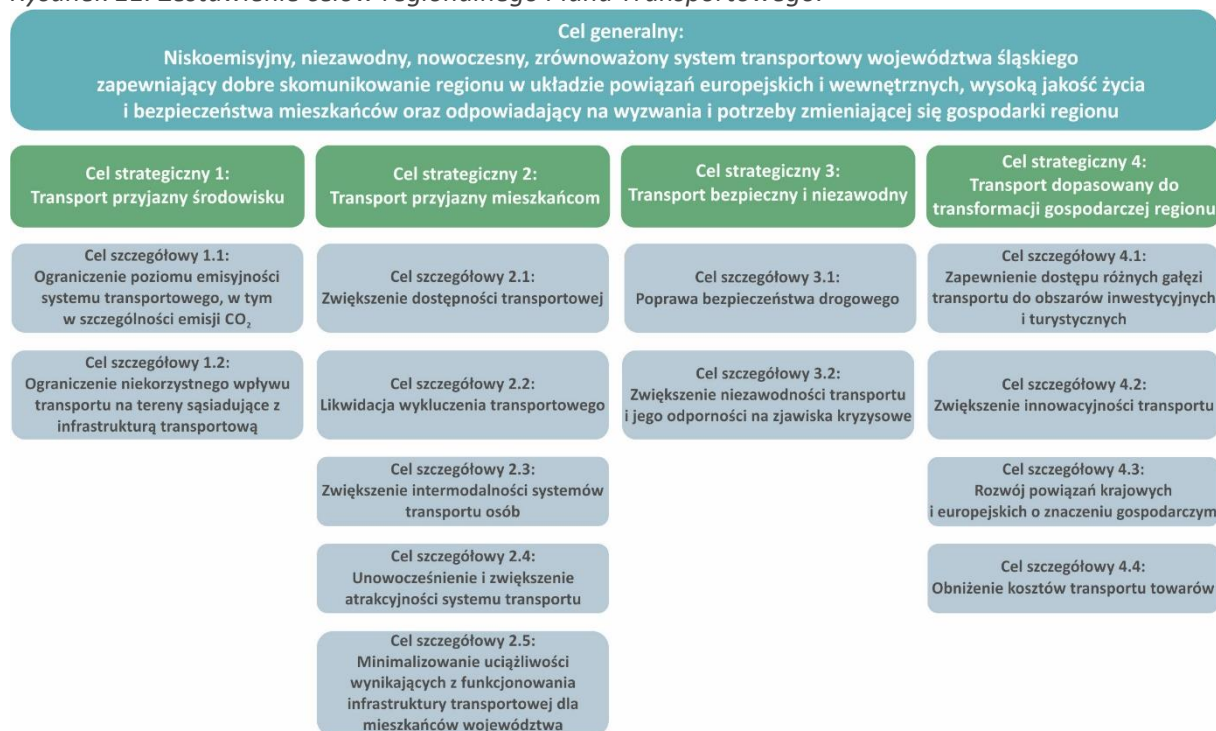 Rysunek 11. Zestawienie celów Regionalnego Planu Transportowego.
Cel generalny:
Niskoemisyjny, niezawodny, nowoczesny, zrównoważony system transportowy województwa śląskiego
zapewniający dobre skomunikowanie regionu w układzie powiązań europejskich i wewnętrznych, wysoką jakość życia
i bezpieczeństwa mieszkańców oraz odpowiadający na wyzwania i potrzeby zmieniającej się gospodarki regionu
Cel strategiczny 1:
Transport przyjazny środowisku
Cel szczegółowy 1.1:
Ograniczenie poziomu emisyjności
systemu transportowego, w tym
w szczególności emisji CO₂
Cel szczegółowy 1.2:
Ograniczenie niekorzystnego wpływu
transportu na tereny sąsiadujące z
infrastrukturą transportową
Cel strategiczny 2:
Transport przyjazny mieszkańcom
Cel szczegółowy 2.1:
Zwiększenie dostępności transportowej
Cel szczegółowy 2.2:
Likwidacja wykluczenia transportowego
Cel szczegółowy 2.3:
Zwiększenie intermodalności systemów
transportu osób
Cel szczegółowy 2.4:
Unowocześnienie i zwiększenie
atrakcyjności systemu transportu
Cel szczegółowy 2.5:
Minimalizowanie uciążliwości
wynikających z funkcjonowania
infrastruktury transportowej dla
mieszkańców województwa
Cel strategiczny 3:
Transport bezpieczny i niezawodny
Cel szczegółowy 3.1:
Poprawa bezpieczeństwa drogowego
Cel szczegółowy 3.2:
Zwiększenie niezawodności transportu
i jego odporności na zjawiska kryzysowe
Cel strategiczny 4:
Transport dopasowany do
transformacji gospodarczej regionu
Cel szczegółowy 4.1:
Zapewnienie dostępu różnych gałęzi
transportu do obszarów inwestycyjnych
i turystycznych
Cel szczegółowy 4.2:
Zwiększenie innowacyjności transportu
Cel szczegółowy 4.3:
Rozwój powiązań krajowych
i europejskich o znaczeniu gospodarczym
Cel szczegółowy 4.4:
Obniżenie kosztów transportu towarów